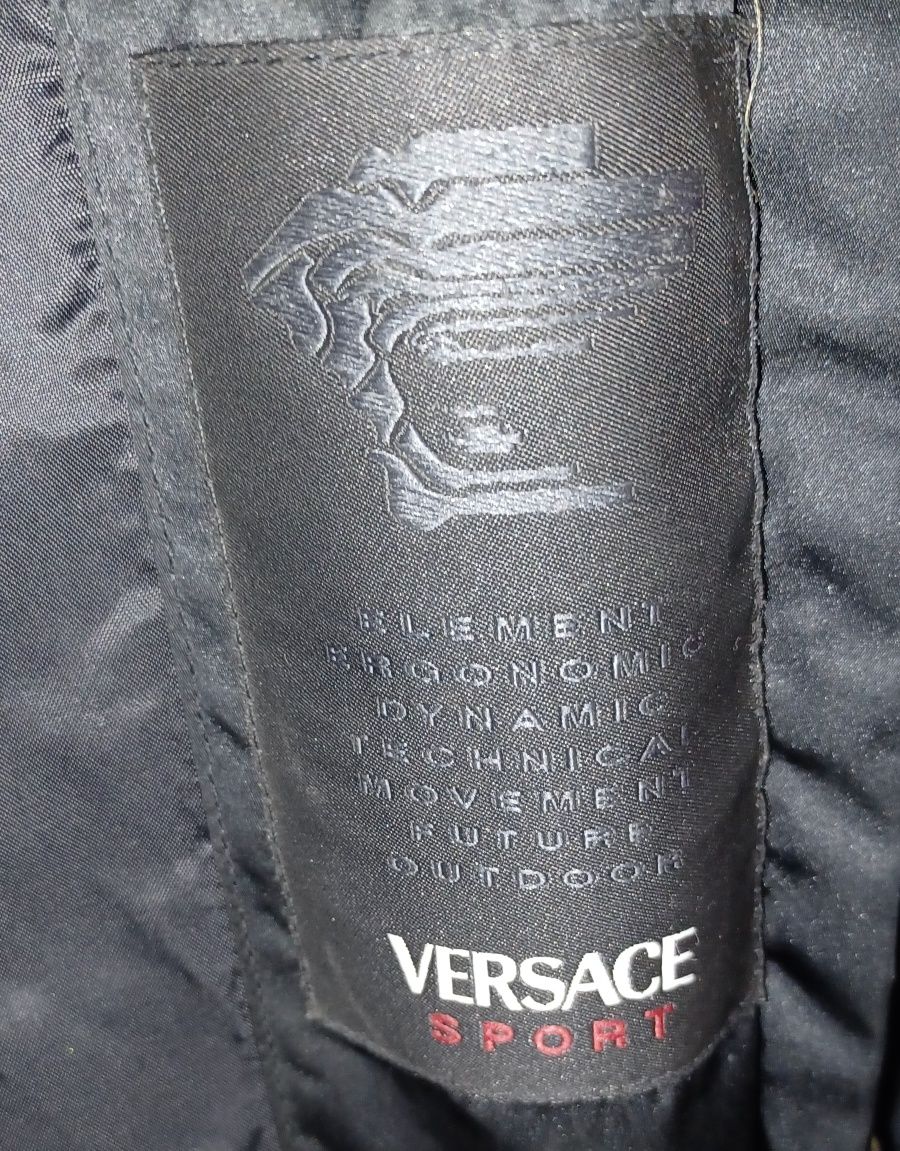 ELEMENT
ERGONOMIC
DYNAMIC
TECHNICAL
MOVEMENT
FUTURE
OUTDOOR
VERSACE
SPORT